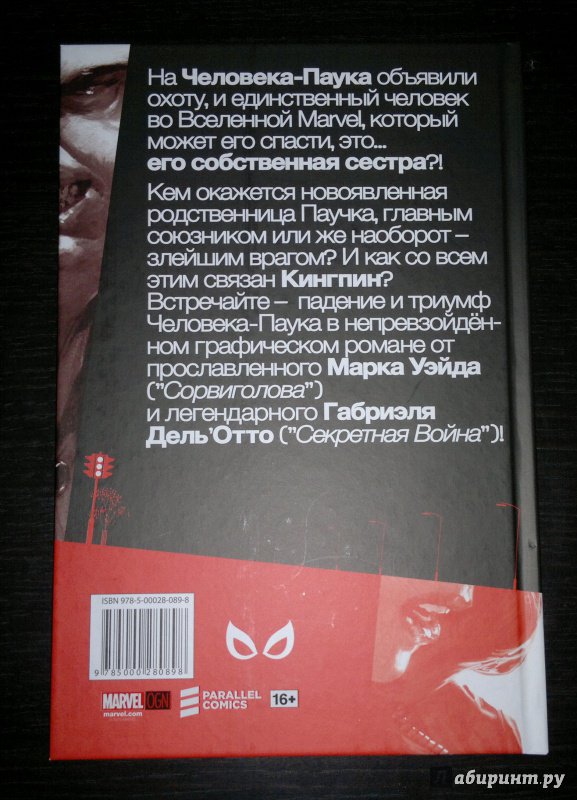 На Человека-Паука объявили
охоту, и единственный человек
во Вселенной Marvel, который
может его спасти, это...
его собственная сестра?!
Кем окажется новоявленная
родственница Паучка, главным
союзником или же наоборот –
злейшим врагом? И как со всем
этим связан Кингпин?
Встречайте – падение и триумф
Человека-Паука в непревзойдён-
ном графическом романе от
прославленного Марка Уэйда
("Сорвиголова")
и легендарного Габриэля
Дель'Отто ("Секретная Война")!
ISBN 978-5-00028-089-8
9 785000 280898
MARVEL OGN
marvel.com
PARALLEL
COMICS
16+
абиринт.ру